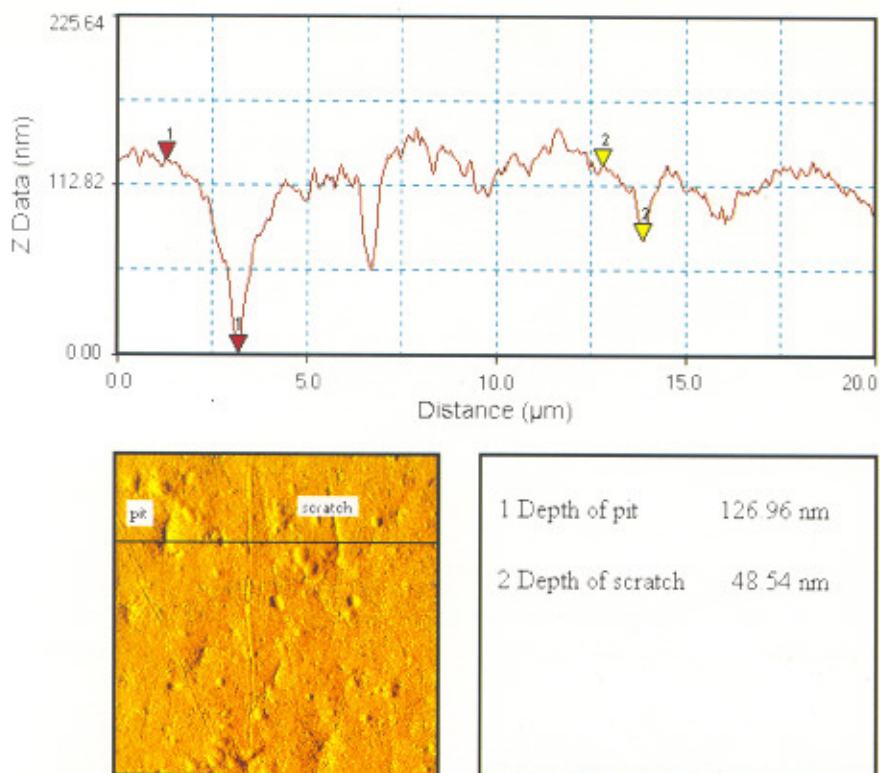 225.64
1
2
Z Data (nm)
112.82
2
1
0.00
0.0 5.0 10.0 15.0 20.0
Distance (µm)
pit
scratch
1 Depth of pit 126.96 nm
2 Depth of scratch 48.54 nm